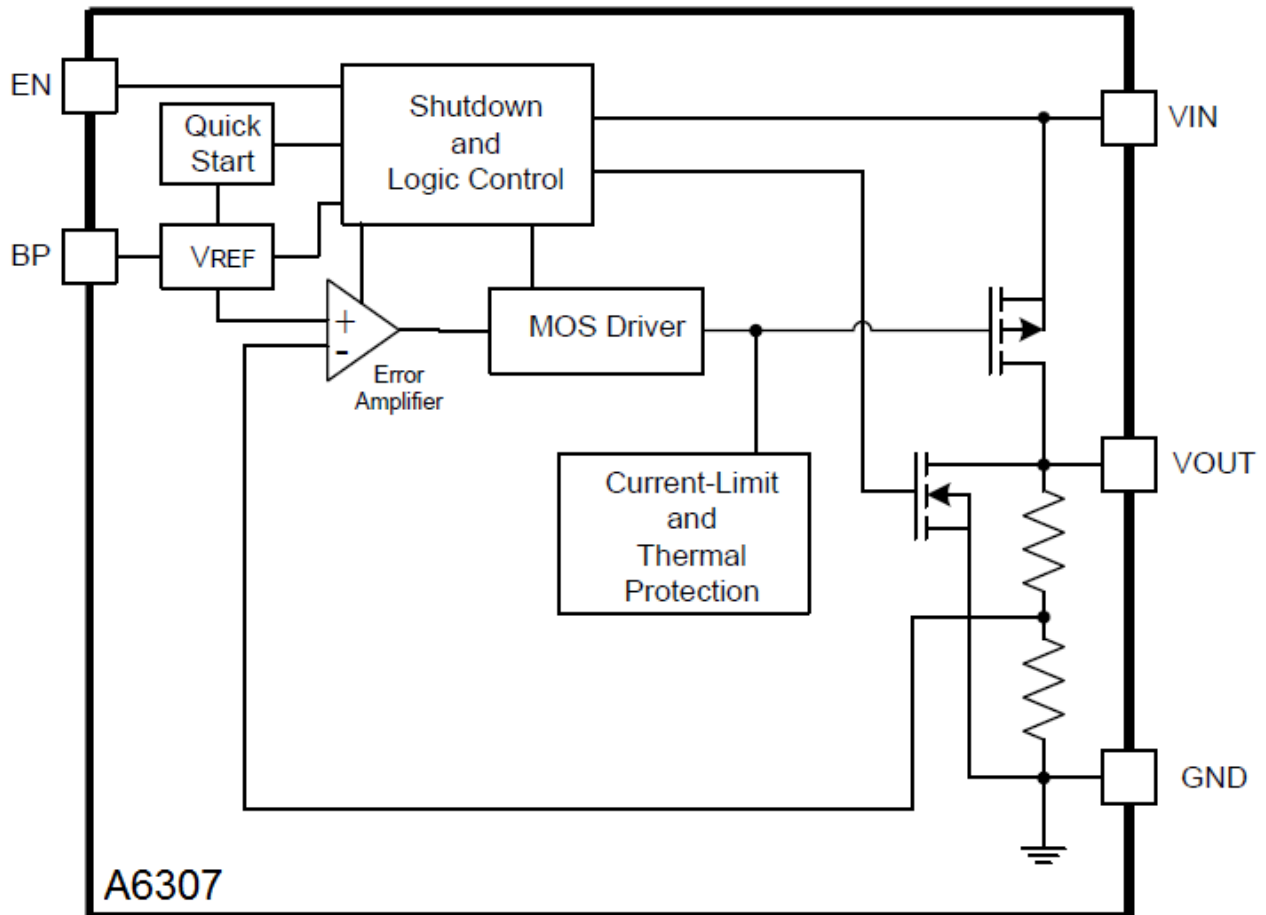 EN
Quick
Start
Shutdown
and
Logic Control
VIN
BP
VREF
+
-
Error
Amplifier
MOS Driver
Current-Limit
and
Thermal
Protection
VOUT
GND
A6307